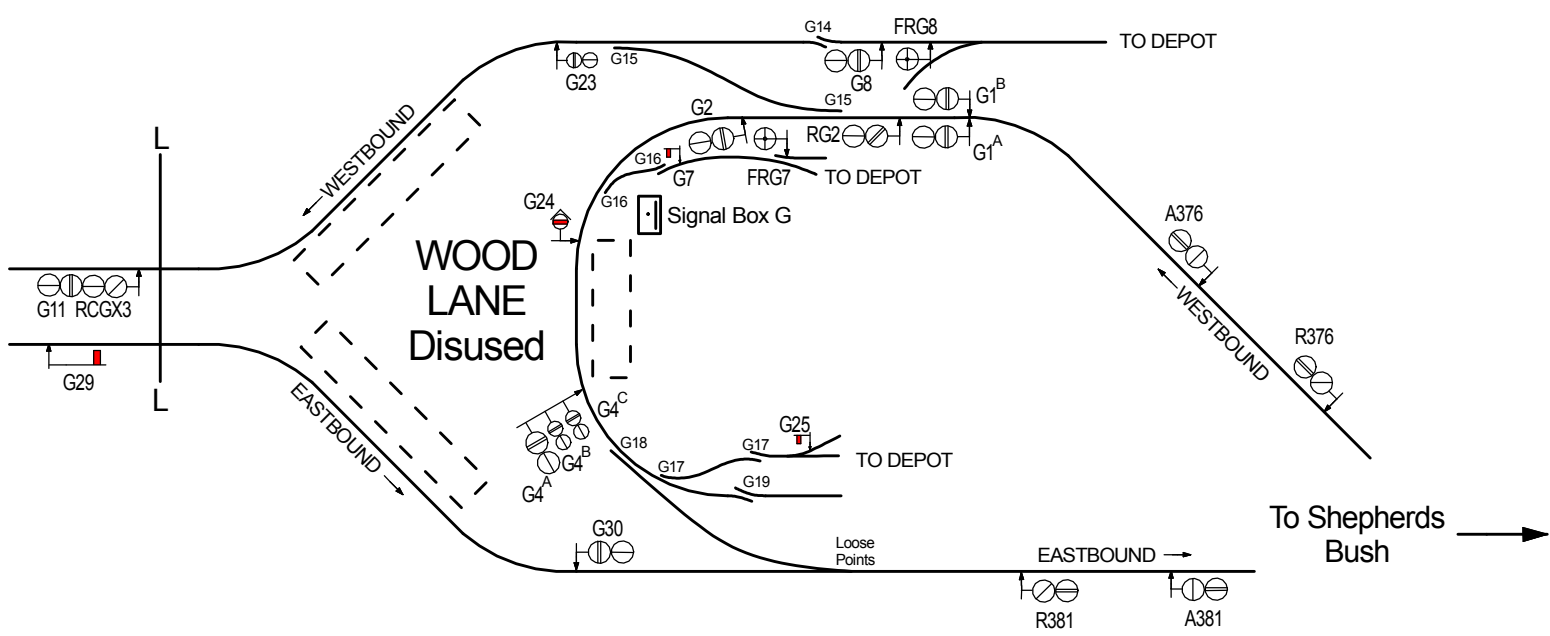 G14
FRG8
TO DEPOT
G23
G15
G8
G15
G1B
G2
RG2
G1A
WESTBOUND
L
G16
G7
FRG7
TO DEPOT
G24
G16
Signal Box G
A376
WOOD
LANE
Disused
WESTBOUND
G11 RCGX3
R376
G29
L
EASTBOUND
G4C
G4B
G4A
G18
G25
G17
TO DEPOT
G17
G19
To Shepherds
Bush
G30
Loose
Points
EASTBOUND
R381
A381